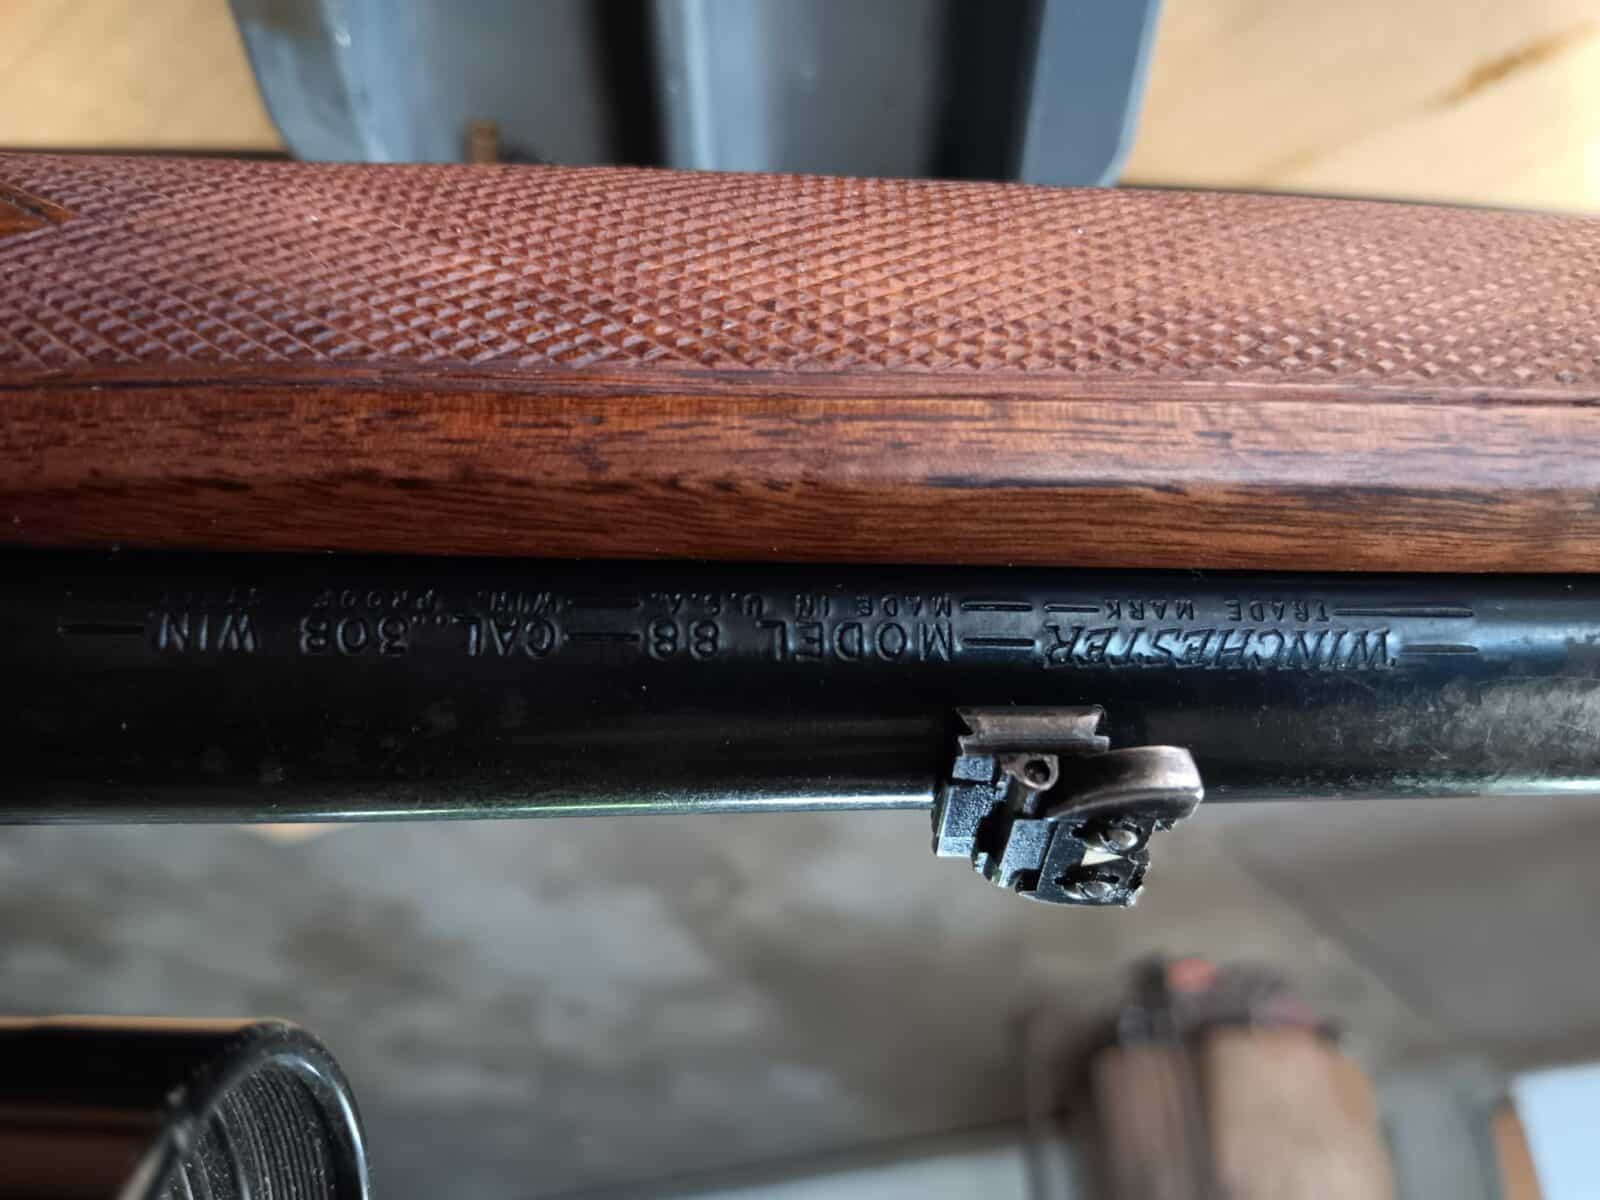 —WINCHESTER— MODEL 88 — CAL. 308 WIN —
—TRADE MARK— MADE IN U.S.A. — WIN. PROOF